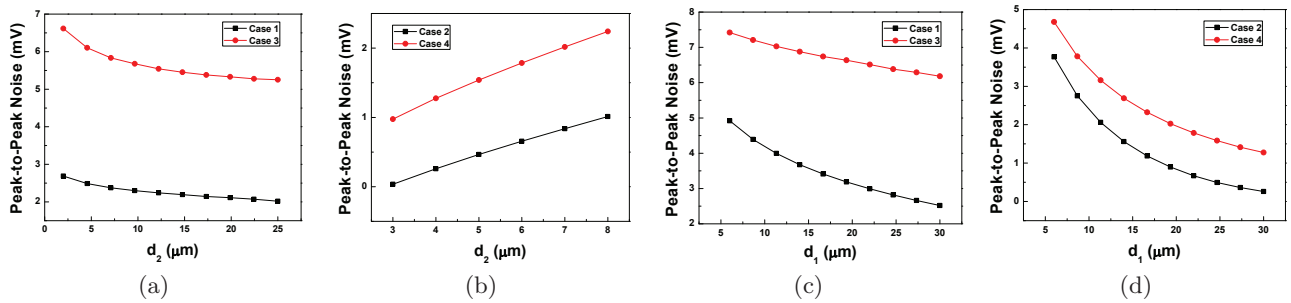 Peak-to-Peak Noise (mV)
8
7
6
5
4
3
2
0 5 10 15 20 25
d2 (μm)
Case 1
Case 3
(a)
Peak-to-Peak Noise (mV)
2
1
0
3 4 5 6 7 8
d2 (μm)
Case 2
Case 4
(b)
Peak-to-Peak Noise (mV)
8
7
6
5
4
3
2
5 10 15 20 25 30
d1 (μm)
Case 1
Case 3
(c)
Peak-to-Peak Noise (mV)
5
4
3
2
1
0
5 10 15 20 25 30
d1 (μm)
Case 2
Case 4
(d)